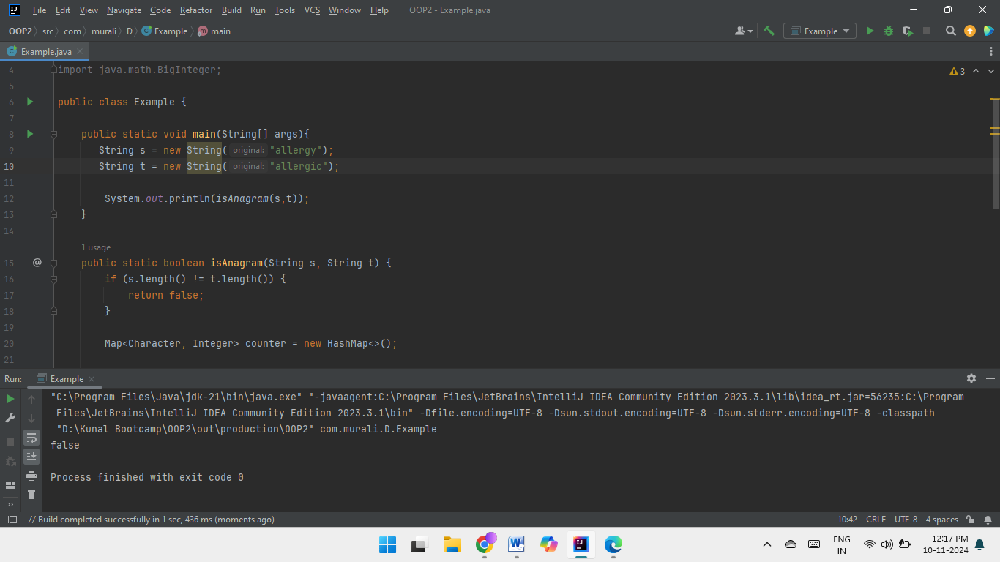 File Edit View Navigate Code Refactor Build Run Tools VCS Window Help OOP2 - Example.java
OOP2 src com murali D Example main Example
Example.java
4 import java.math.BigInteger; 3
5
6 public class Example {
7
8 public static void main(String[] args){
9 String s = new String( original: "allergy");
10 String t = new String( original: "allergic");
11
12 System.out.println(isAnagram(s,t));
13 }
14
1 usage
15 @ public static boolean isAnagram(String s, String t) {
16 if (s.length() != t.length()) {
17 return false;
18 }
19
20 Map<Character, Integer> counter = new HashMap<>();
21
Run: Example
"C:\Program Files\Java\jdk-21\bin\java.exe" "-javaagent:C:\Program Files\JetBrains\IntelliJ IDEA Community Edition 2023.3.1\lib\idea_rt.jar=56235:C:\Program
Files\JetBrains\IntelliJ IDEA Community Edition 2023.3.1\bin" -Dfile.encoding=UTF-8 -Dsun.stdout.encoding=UTF-8 -Dsun.stderr.encoding=UTF-8 -classpath
"D:\Kunal Bootcamp\OOP2\out\production\OOP2" com.murali.D.Example
false
Process finished with exit code 0
// Build completed successfully in 1 sec, 436 ms (moments ago) 10:42 CRLF UTF-8 4 spaces
ENG 12:17 PM
IN 10-11-2024